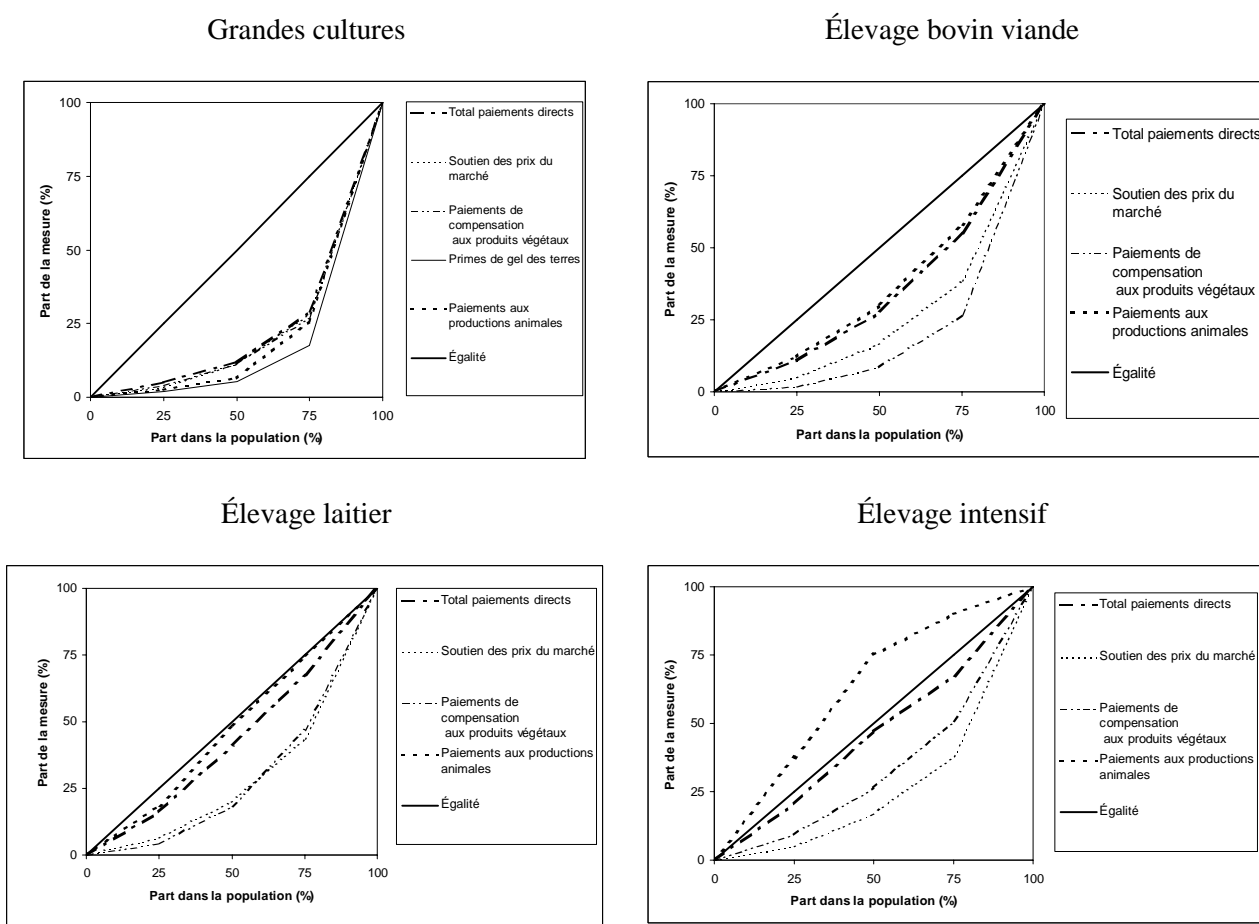 Grandes cultures
100
75
50
25
0
0 25 50 75 100
Part de la mesure (%)
Part dans la population (%)
Total paiements directs
Soutien des prix du
marché
Paiements de
compensation
aux produits végétaux
Primes de gel des terres
Paiements aux
productions animales
Égalité
Élevage bovin viande
100
75
50
25
0
0 25 50 75 100
Part de la mesure (%)
Part dans la population (%)
Total paiements directs
Soutien des prix du
marché
Paiements de
compensation
aux produits végétaux
Paiements aux
productions animales
Égalité
Élevage laitier
100
75
50
25
0
0 25 50 75 100
Part de la mesure (%)
Part dans la population (%)
Total paiements directs
Soutien des prix du marché
Paiements de
compensation
aux produits végétaux
Paiements aux productions
animales
Égalité
Élevage intensif
100
75
50
25
0
0 25 50 75 100
Part de la mesure (%)
Part dans la population (%)
Total paiements directs
Soutien des prix du marché
Paiements de
compensation
aux produits végétaux
Paiements aux productions
animales
Égalité